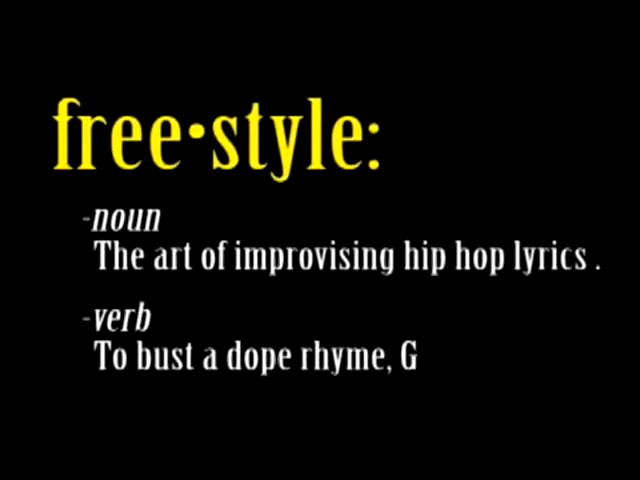 free•style:
-noun
The art of improvising hip hop lyrics .
-verb
To bust a dope rhyme, G